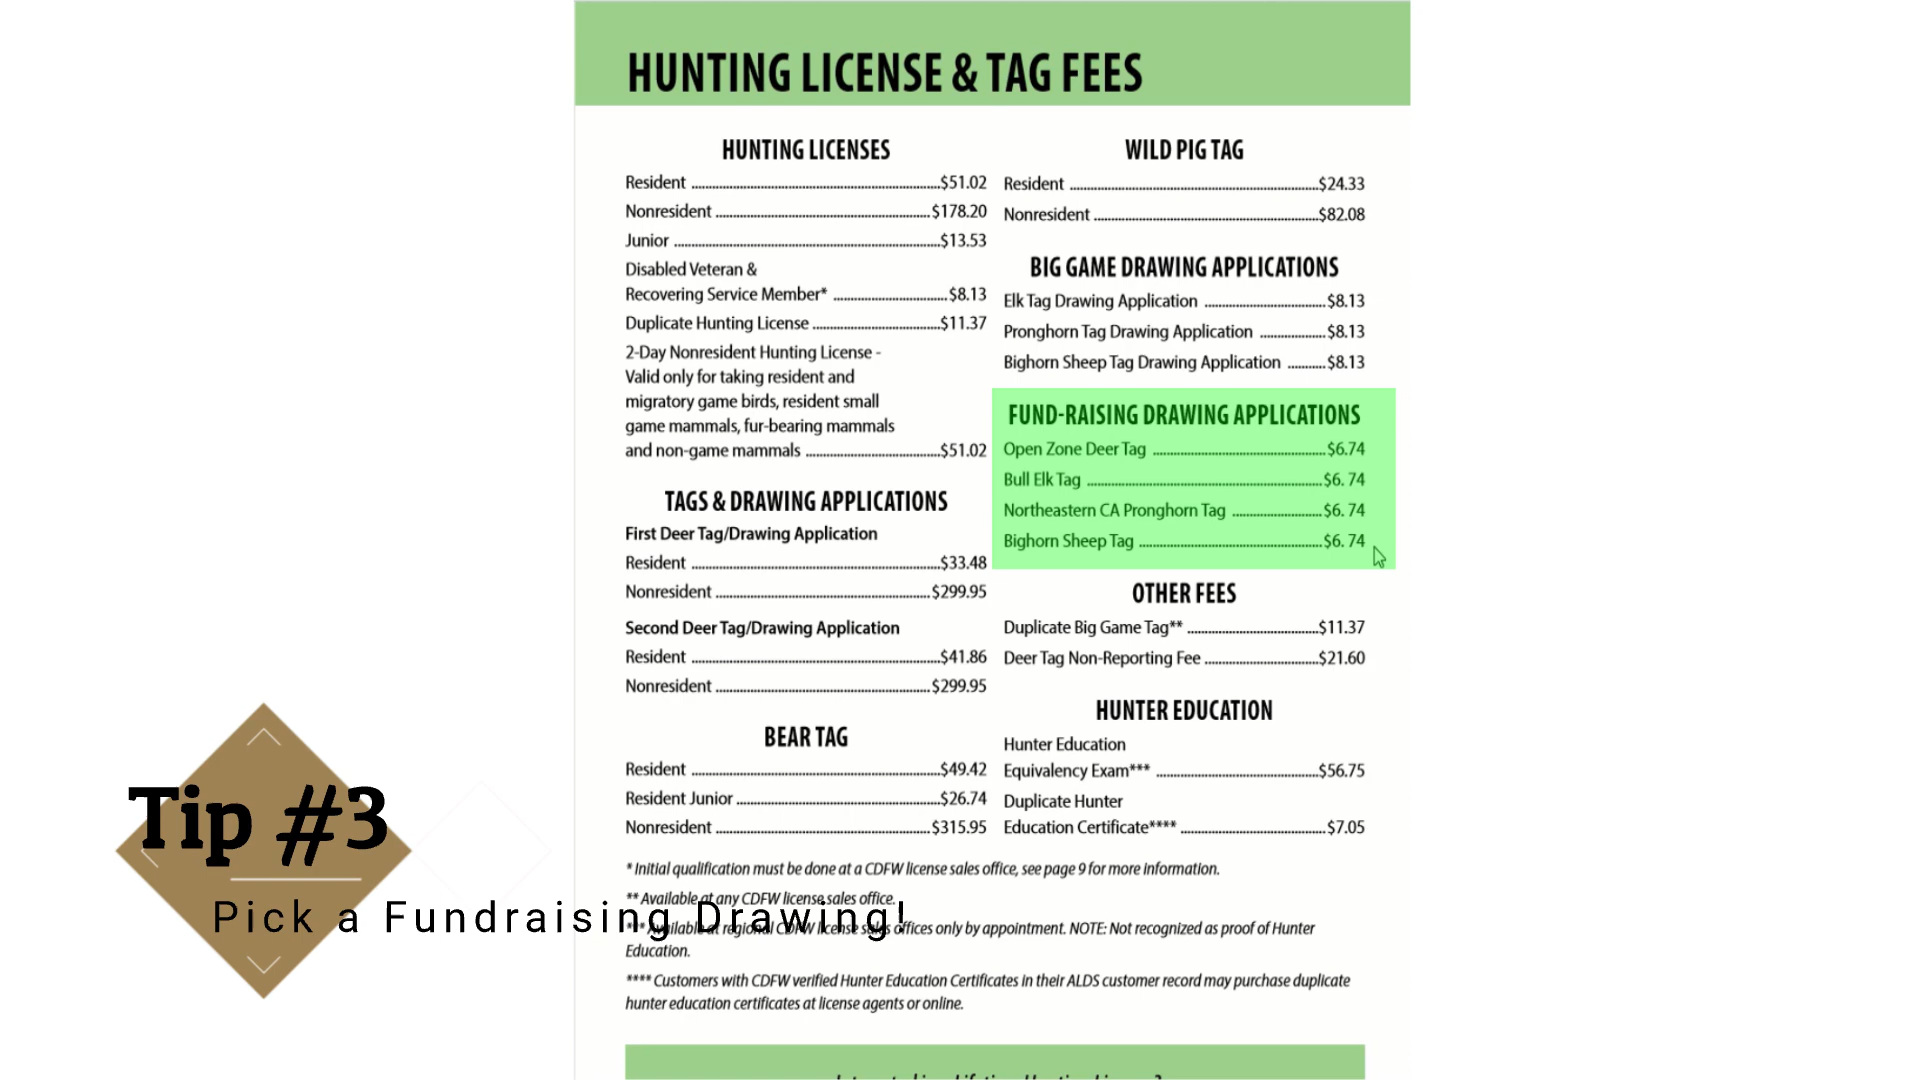 HUNTING LICENSE & TAG FEES
HUNTING LICENSES
Resident ........................................................$51.02
Nonresident ................................................$178.20
Junior ............................................................$13.53
Disabled Veteran &
Recovering Service Member* .........................$8.13
Duplicate Hunting License .............................$11.37
2-Day Nonresident Hunting License -
Valid only for taking resident and
migratory game birds, resident small
game mammals, fur-bearing mammals
and non-game mammals ..............................$51.02
TAGS & DRAWING APPLICATIONS
First Deer Tag/Drawing Application
Resident ........................................................$33.48
Nonresident ................................................$299.95
Second Deer Tag/Drawing Application
Resident ........................................................$41.86
Nonresident ................................................$299.95
BEAR TAG
Resident ........................................................$49.42
Resident Junior ..............................................$26.74
Nonresident ................................................$315.95
WILD PIG TAG
Resident ........................................................$24.33
Nonresident ..................................................$82.08
BIG GAME DRAWING APPLICATIONS
Elk Tag Drawing Application ...........................$8.13
Pronghorn Tag Drawing Application ...............$8.13
Bighorn Sheep Tag Drawing Application .........$8.13
FUND-RAISING DRAWING APPLICATIONS
Open Zone Deer Tag .......................................$6.74
Bull Elk Tag .....................................................$6. 74
Northeastern CA Pronghorn Tag ....................$6. 74
Bighorn Sheep Tag .........................................$6. 74
OTHER FEES
Duplicate Big Game Tag** .............................$11.37
Deer Tag Non-Reporting Fee .........................$21.60
HUNTER EDUCATION
Hunter Education
Equivalency Exam*** ....................................$56.75
Duplicate Hunter
Education Certificate**** .................................$7.05
* Initial qualification must be done at a CDFW license sales office, see page 9 for more information.
** Available at any CDFW license sales office.
*** Available at regional CDFW license sales offices only by appointment. NOTE: Not recognized as proof of Hunter
Education.
**** Customers with CDFW verified Hunter Education Certificates in their ALDS customer record may purchase duplicate
hunter education certificates at license agents or online.
Tip #3
Pick a Fundraising Drawing!